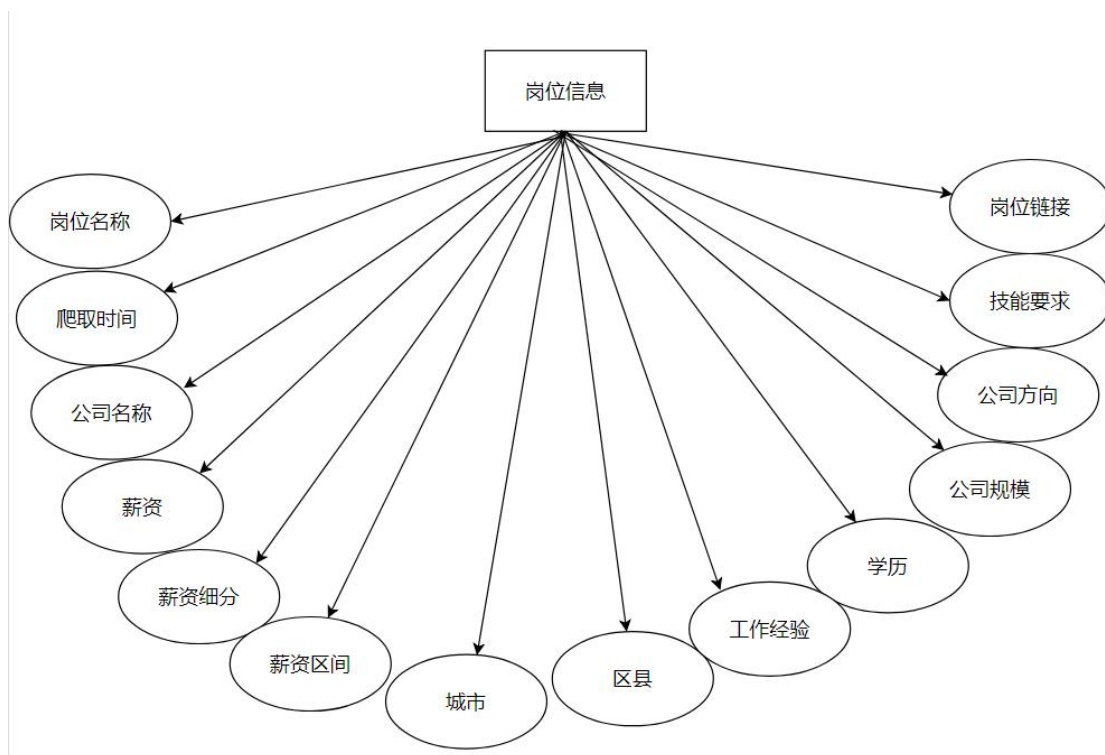 岗位信息
岗位名称
爬取时间
公司名称
薪资
薪资细分
薪资区间
城市
区县
工作经验
学历
公司规模
公司方向
技能要求
岗位链接